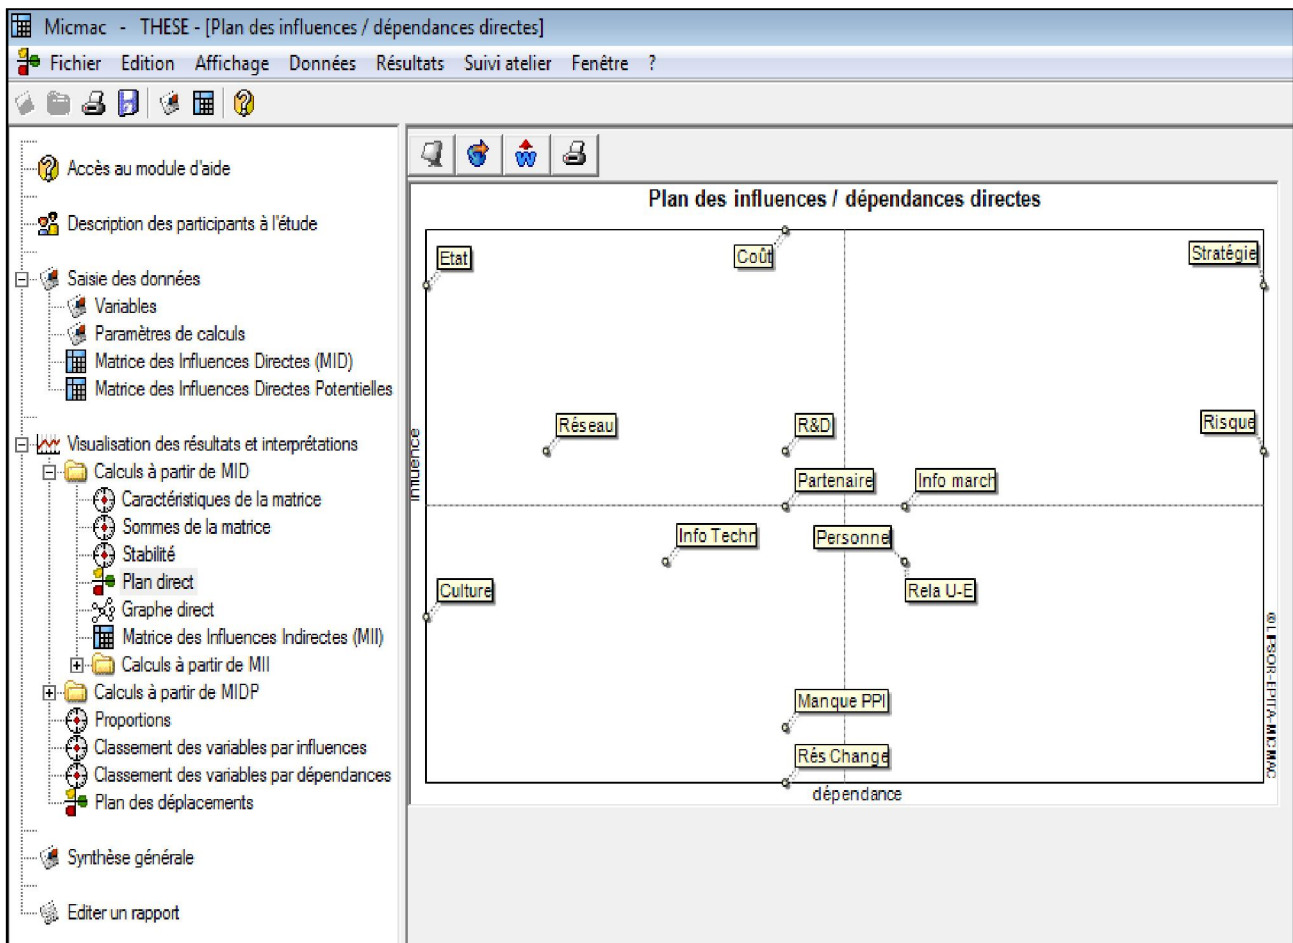 Micmac - THESE - [Plan des influences / dépendances directes]
Fichier Edition Affichage Données Résultats Suivi atelier Fenêtre ?
Accès au module d'aide
Description des participants à l'étude
Saisie des données
Variables
Paramètres de calculs
Matrice des Influences Directes (MID)
Matrice des Influences Directes Potentielles
Visualisation des résultats et interprétations
Calculs à partir de MID
Caractéristiques de la matrice
Sommes de la matrice
Stabilité
Plan direct
Graphe direct
Matrice des Influences Indirectes (MII)
Calculs à partir de MII
Calculs à partir de MIDP
Proportions
Classement des variables par influences
Classement des variables par dépendances
Plan des déplacements
Synthèse générale
Editer un rapport
Plan des influences / dépendances directes
Etat
Coût
Stratégie
Réseau
R&D
Risque
Partenaire
Info march
Info Techn
Personne
Culture
Rela U-E
Manque PPI
Rés Change
influence
dépendance
© LIPSOR-EPITA-MICMAC